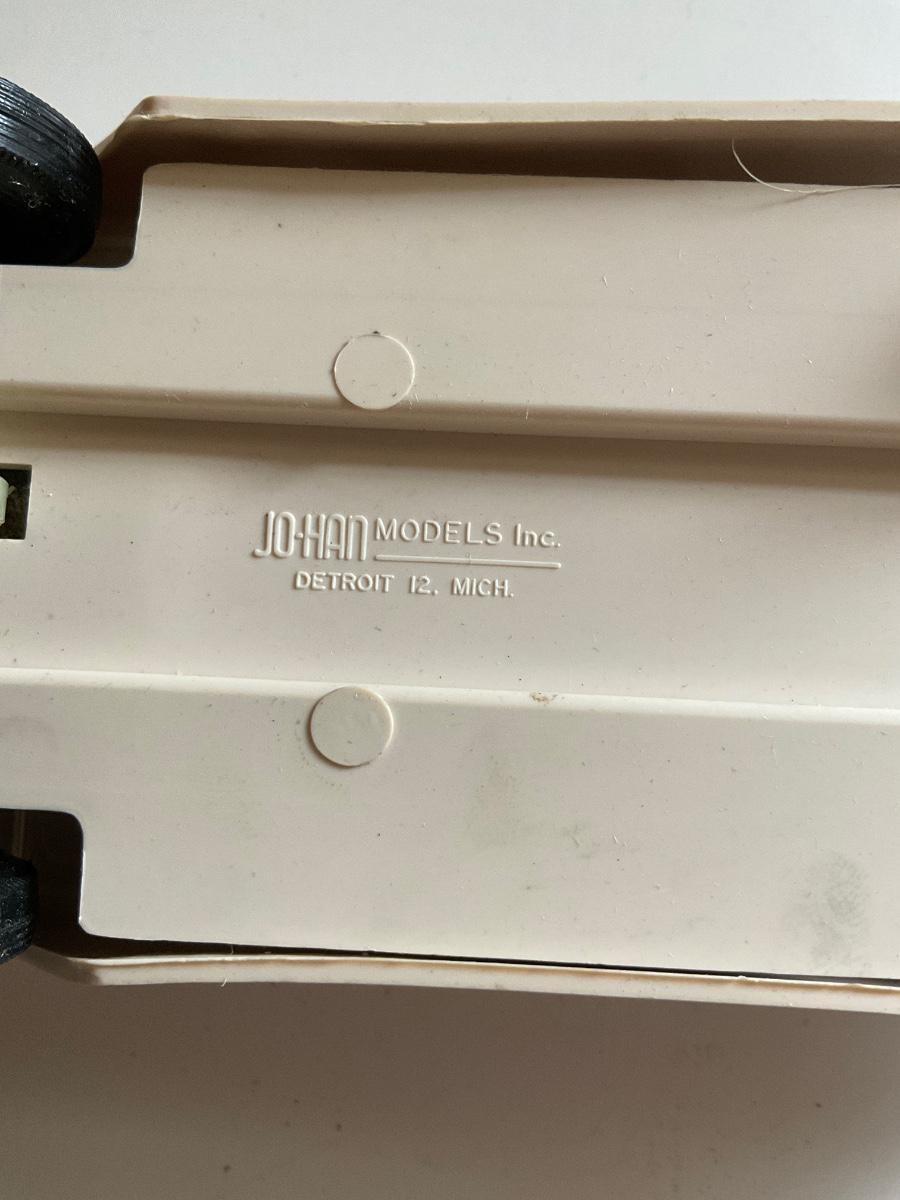 JO-HAN MODELS Inc.
DETROIT 12, MICH.